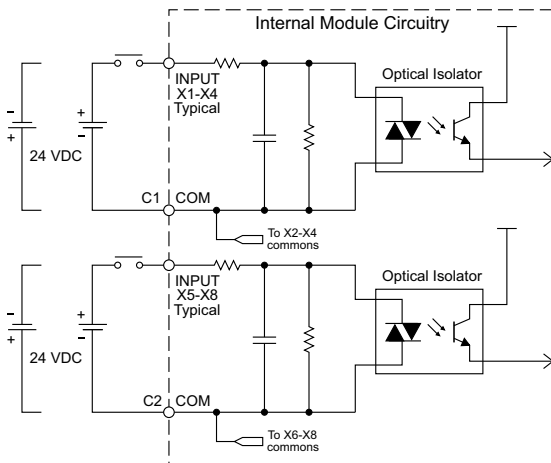 Internal Module Circuitry
INPUT
X1-X4
Typical
Optical Isolator
-
+
+
-
24 VDC
C1
COM
To X2-X4
commons
INPUT
X5-X8
Typical
Optical Isolator
-
+
+
-
24 VDC
C2
COM
To X6-X8
commons